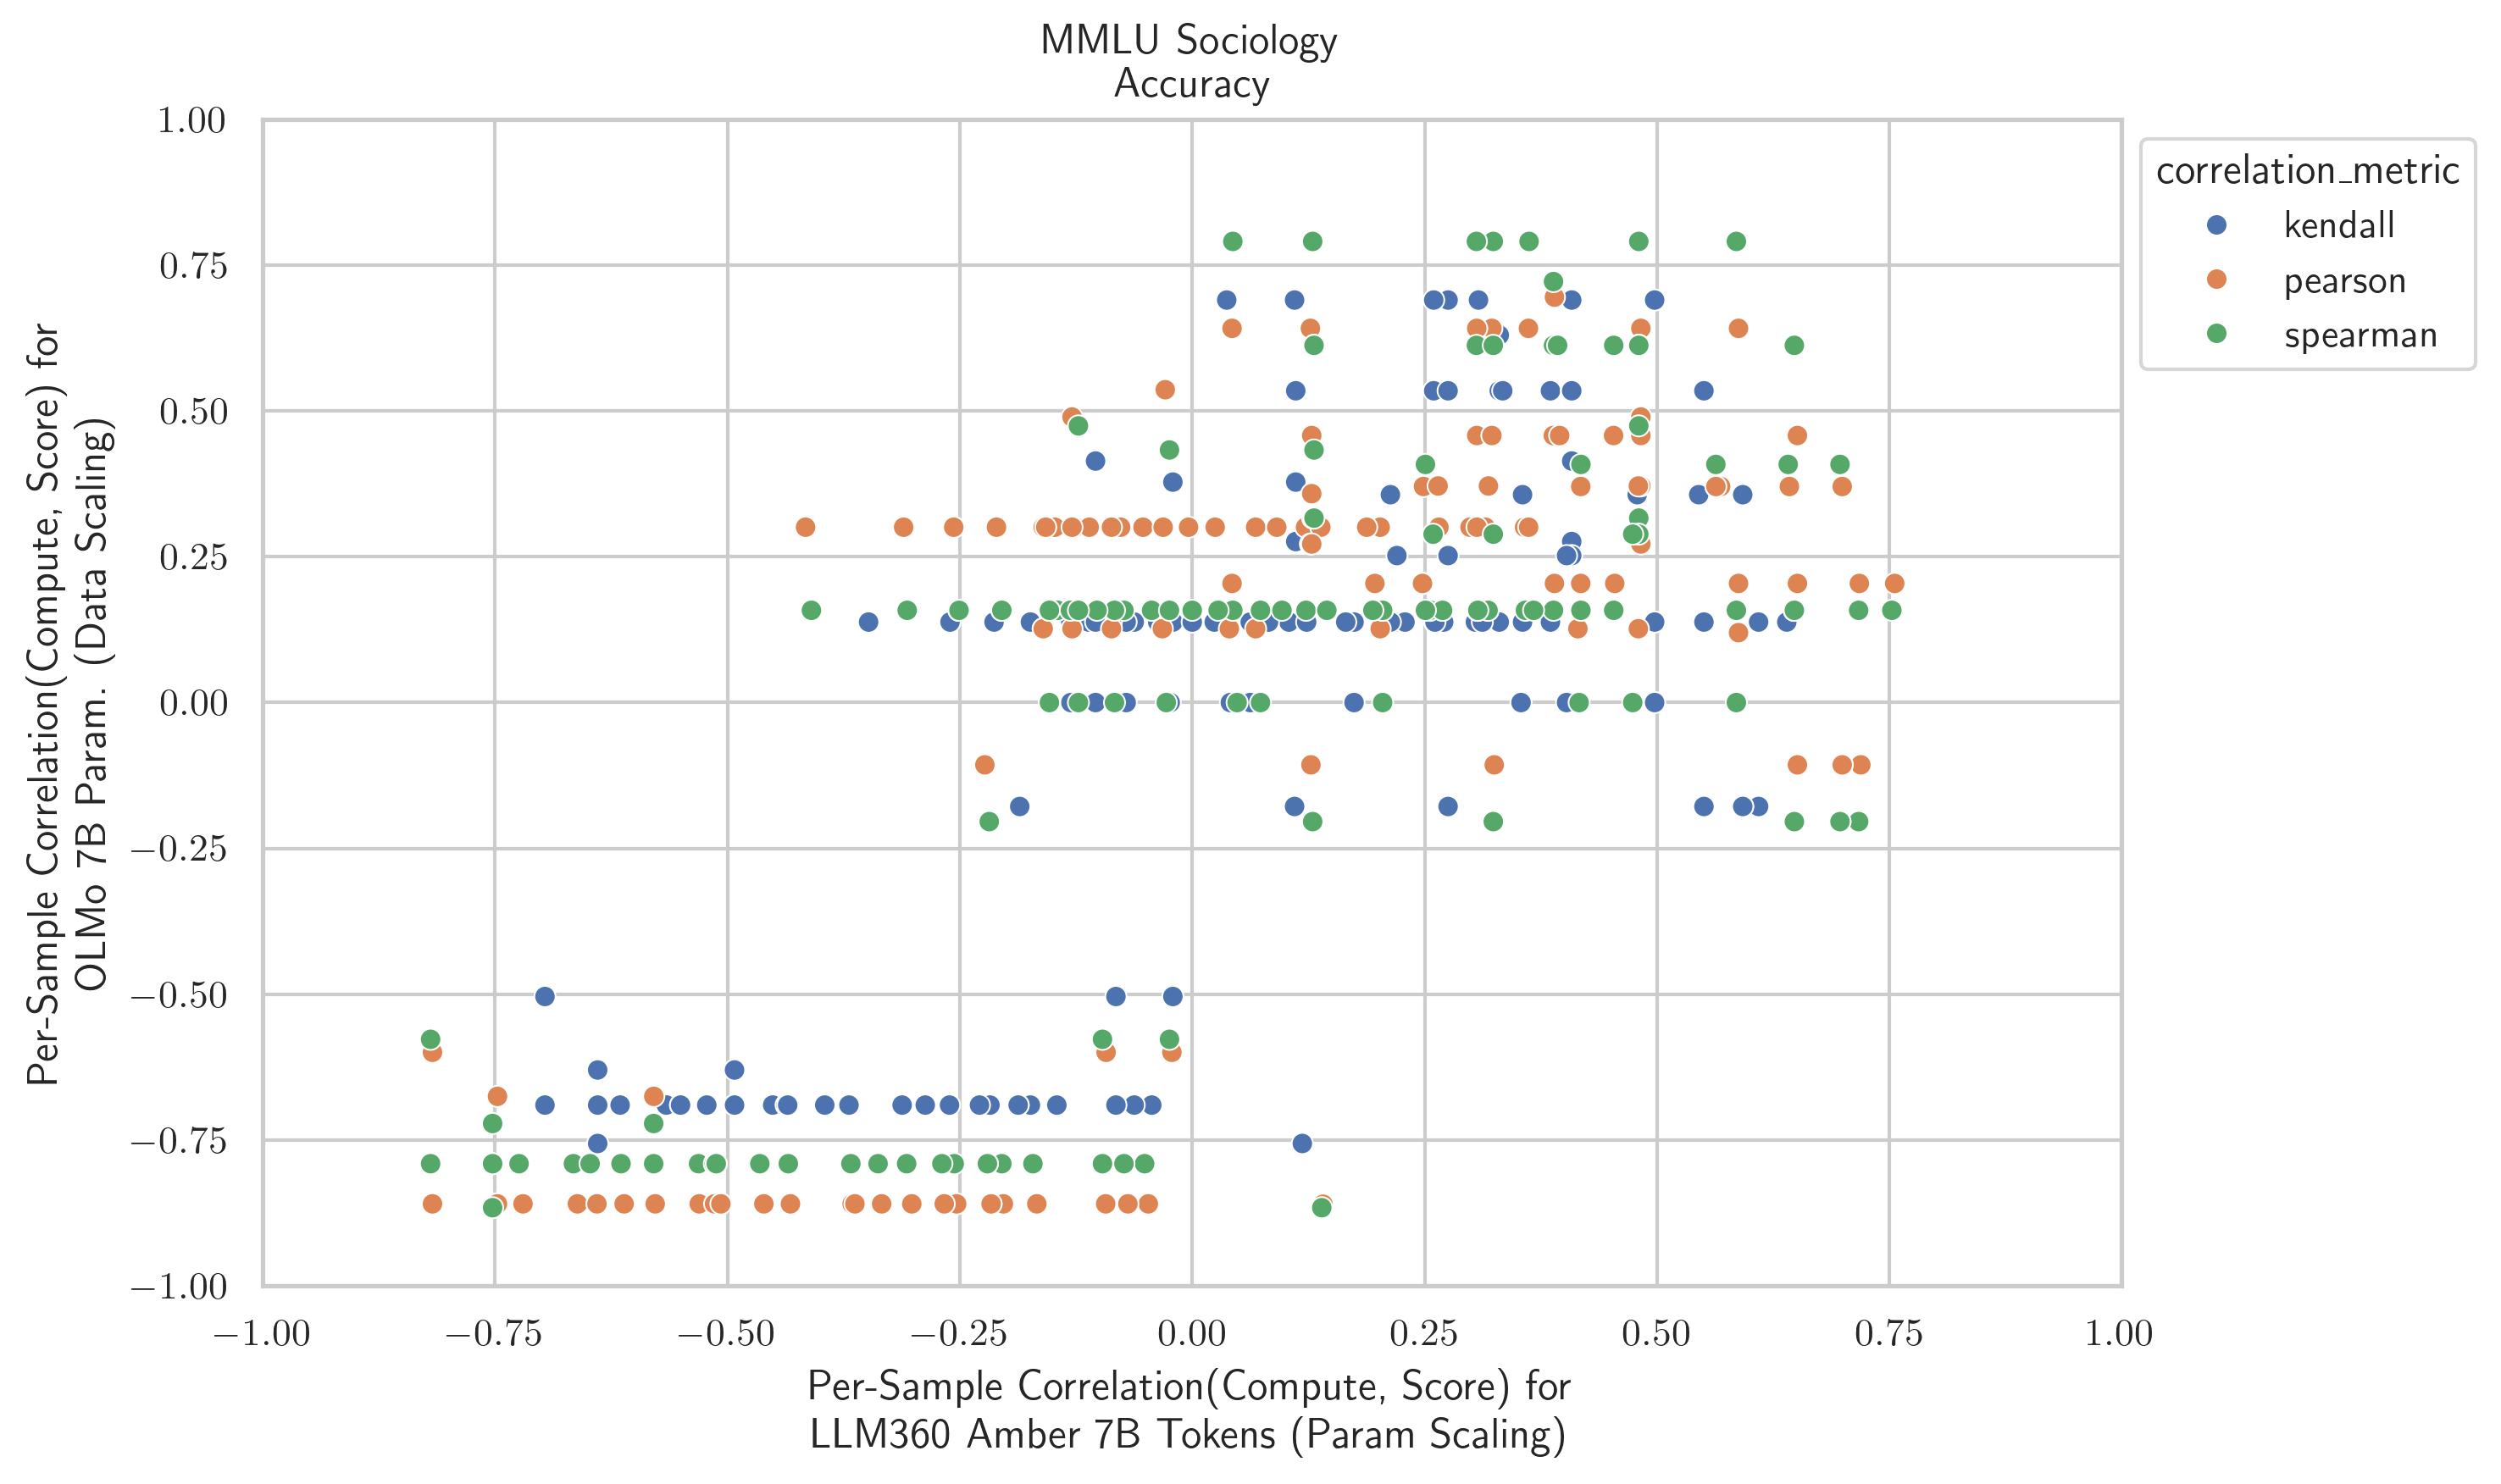 MMLU Sociology
Accuracy
Per-Sample Correlation(Compute, Score) for
OLMo 7B Param. (Data Scaling)
1.00
0.75
0.50
0.25
0.00
−0.25
−0.50
−0.75
−1.00
−1.00
−0.75
−0.50
−0.25
0.00
0.25
0.50
0.75
1.00
Per-Sample Correlation(Compute, Score) for
LLM360 Amber 7B Tokens (Param Scaling)
correlation_metric
kendall
pearson
spearman